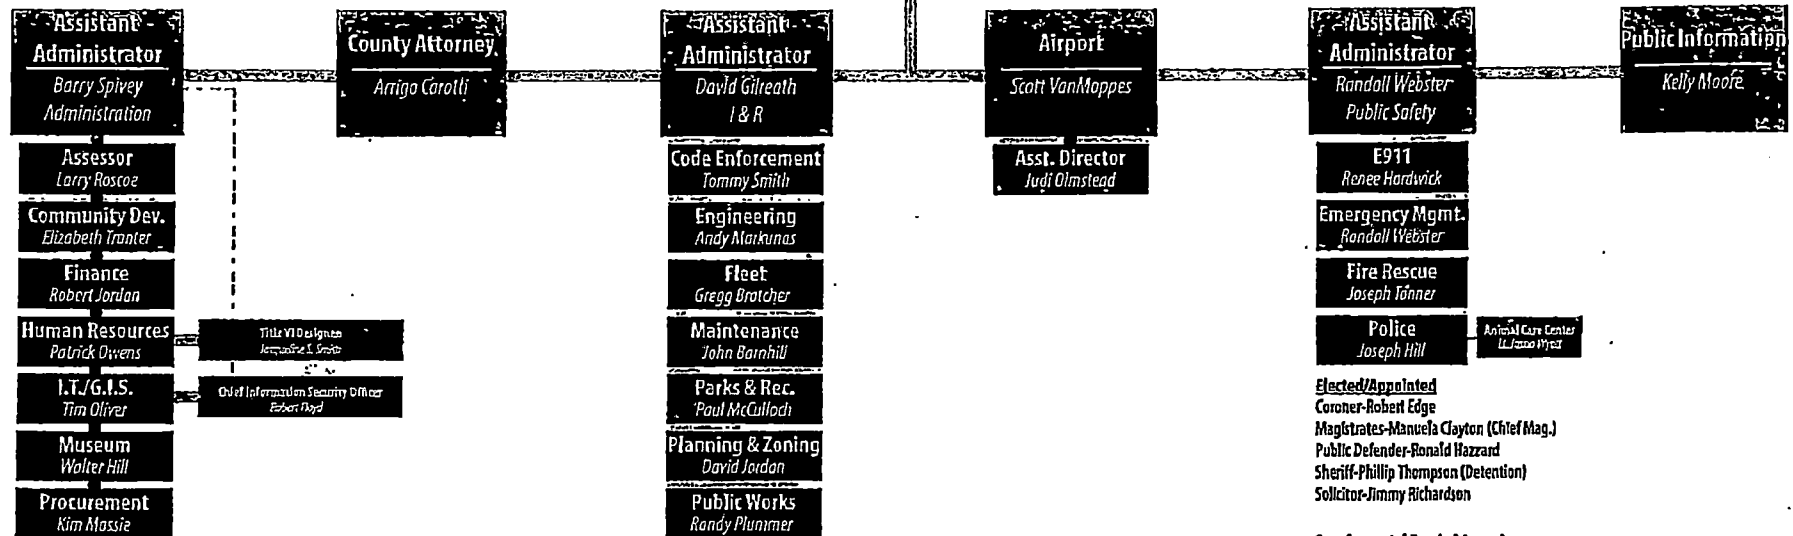 Assistant
Administrator
Barry Spivey
Administration
Assessor
Larry Roscoe
Community Dev.
Elizabeth Tranter
Finance
Robert Jordan
Human Resources
Patrick Owens
Title VI Designee
Jacqueline S. Smith
I.T./G.I.S.
Tim Oliver
Chief Information Security Officer
Robert Floyd
Museum
Walter Hill
Procurement
Kim Massie
County Attorney
Arrigo Carotti
Assistant
Administrator
David Gilreath
I & R
Code Enforcement
Tommy Smith
Engineering
Andy Markunas
Fleet
Gregg Bratcher
Maintenance
John Barnhill
Parks & Rec.
Paul McCulloch
Planning & Zoning
David Jordan
Public Works
Randy Plummer
Airport
Scott VanMoppes
Asst. Director
Judi Olmstead
Assistant
Administrator
Randall Webster
Public Safety
E911
Renee Hardwick
Emergency Mgmt.
Randall Webster
Fire Rescue
Joseph Tanner
Police
Joseph Hill
Animal Care Center
Elected/Appointed
Coroner-Robert Edge
Magistrates-Manuela Clayton (Chief Mag.)
Public Defender-Ronald Hazzard
Sheriff-Phillip Thompson (Detention)
Solicitor-Jimmy Richardson
Public Information
Kelly Moore